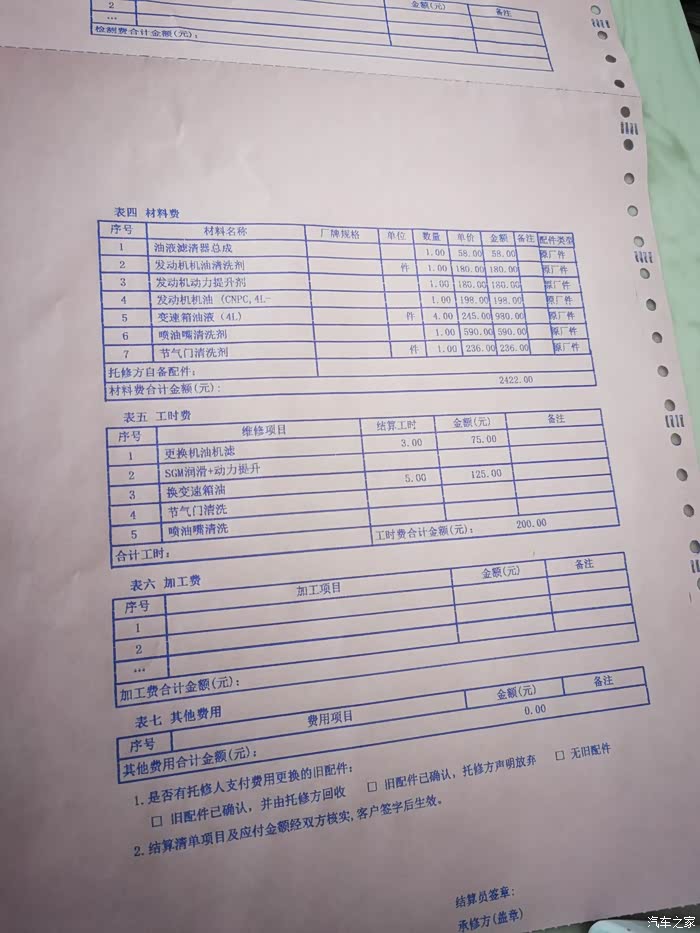 2 金额(元) 备注
...
检测费合计金额(元):
表四 材料费
序号 材料名称 厂牌规格 单位 数量 单价 金额 备注 配件类型
1 油液滤清器总成 1.00 58.00 58.00 原厂件
2 发动机机油清洗剂 件 1.00 180.00 180.00 原厂件
3 发动机动力提升剂 1.00 180.00 180.00 原厂件
4 发动机机油 (CNPC,4L- 1.00 198.00 198.00 原厂件
5 变速箱油液 (4L) 件 4.00 245.00 980.00 原厂件
6 喷油嘴清洗剂 1.00 590.00 590.00 原厂件
7 节气门清洗剂 件 1.00 236.00 236.00 原厂件
托修方自备配件:
材料费合计金额(元): 2422.00
表五 工时费
序号 维修项目 结算工时 金额(元) 备注
1 更换机油机滤 3.00 75.00
2 SGM润滑+动力提升
3 换变速箱油 5.00 125.00
4 节气门清洗
5 喷油嘴清洗
合计工时: 工时费合计金额(元): 200.00
表六 加工费
序号 加工项目 金额(元) 备注
1
2
...
加工费合计金额(元):
表七 其他费用
序号 费用项目 金额(元) 备注
其他费用合计金额(元): 0.00
1.是否有托修人支付费用更换的旧配件:
□ 旧配件已确认，并由托修方回收 □ 旧配件已确认，托修方声明放弃 □ 无旧配件
2.结算清单项目及应付金额经双方核实,客户签字后生效。
结算员签章:
承修方(盖章)
汽车之家